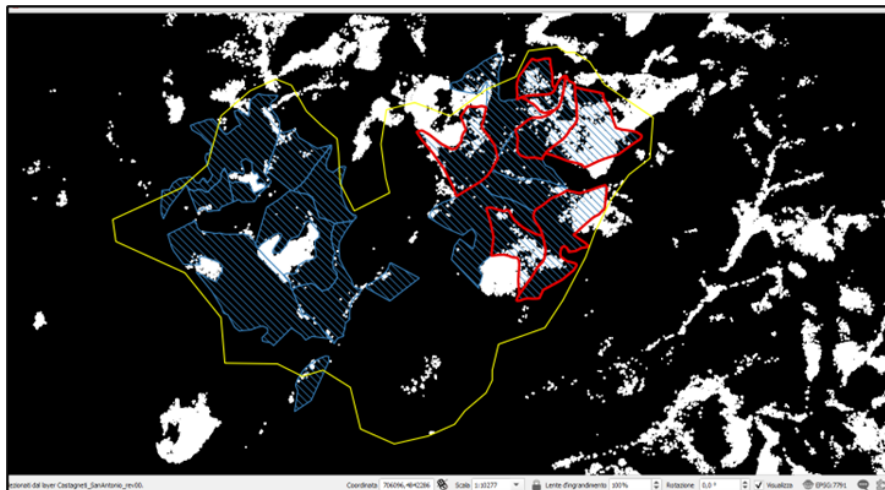 ezionati dal layer Castagneti_SanAntonio_rev00. Coordinata 706096,4842286 Scala 1:10277 Lente d'ingrandimento 100% Rotazione 0,0 ° Visualizza EPSG:7791